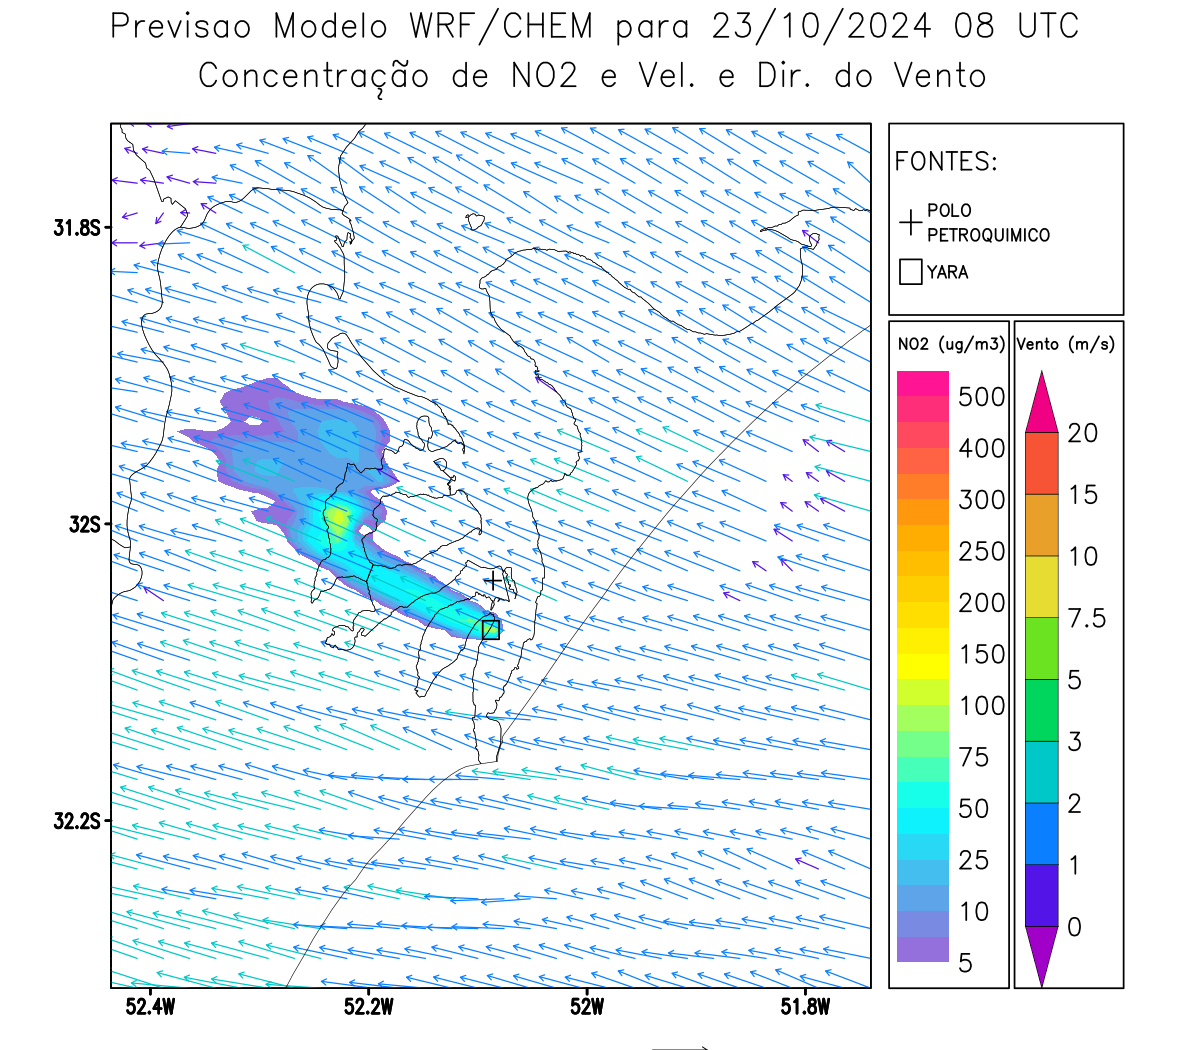 Previsao Modelo WRF/CHEM para 23/10/2024 08 UTC
Concentração de NO2 e Vel. e Dir. do Vento
FONTES:
POLO
PETROQUIMICO
YARA
NO2 (ug/m3)
500
400
300
250
200
150
100
75
50
25
10
5
Vento (m/s)
20
15
10
7.5
5
3
2
1
0
31.8S
32S
32.2S
52.4W
52.2W
52W
51.8W